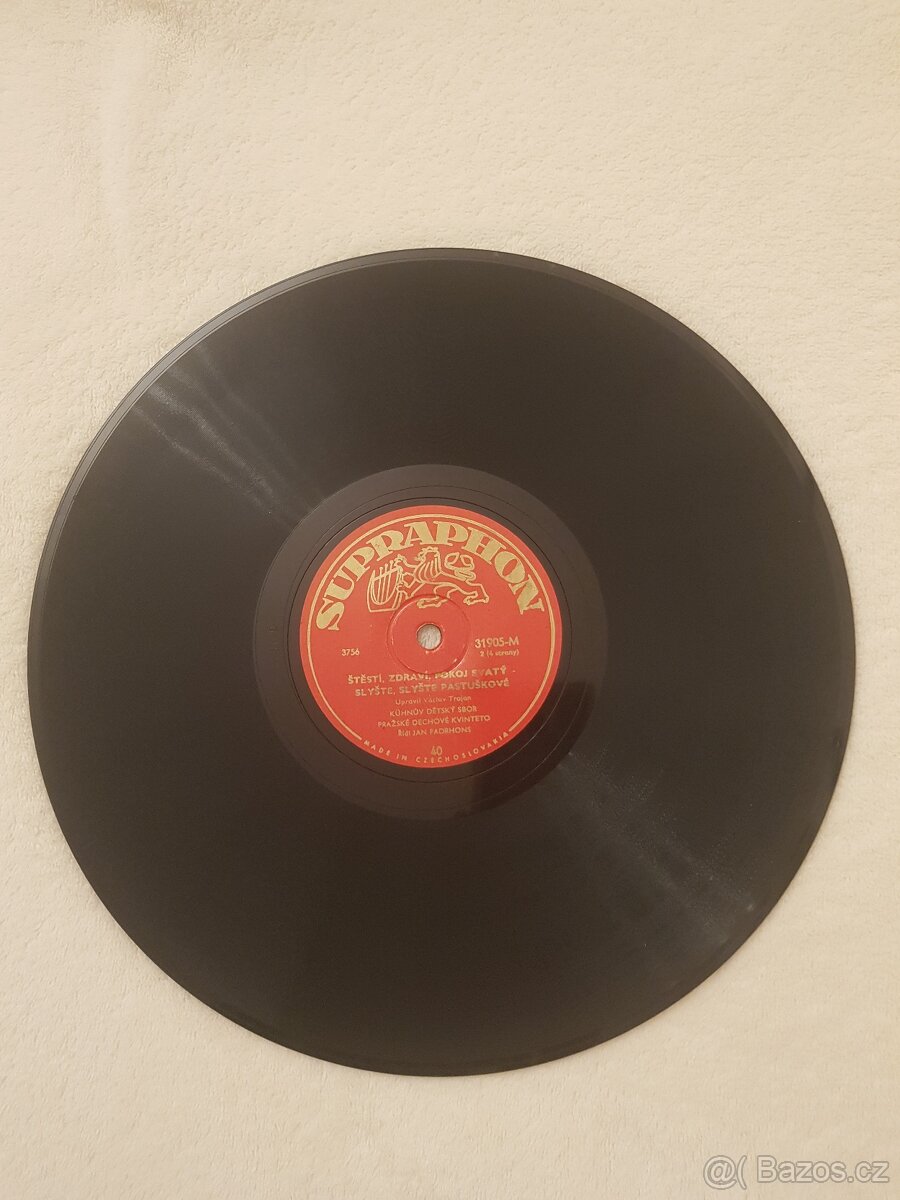 SUPRAPHON
3756
31905-M
2 (4 strany)
ŠTĚSTÍ, ZDRAVÍ, POKOJ SVATÝ -
SLYŠTE, SLYŠTE PASTUŠKOVÉ
Upravil Václav Trojan
KÜHNŮV DĚTSKÝ SBOR
PRAŽSKÉ DECHOVÉ KVINTETO
Řídí JAN FADRHONS
40
MADE IN CZECHOSLOVAKIA
@( Bazos.cz